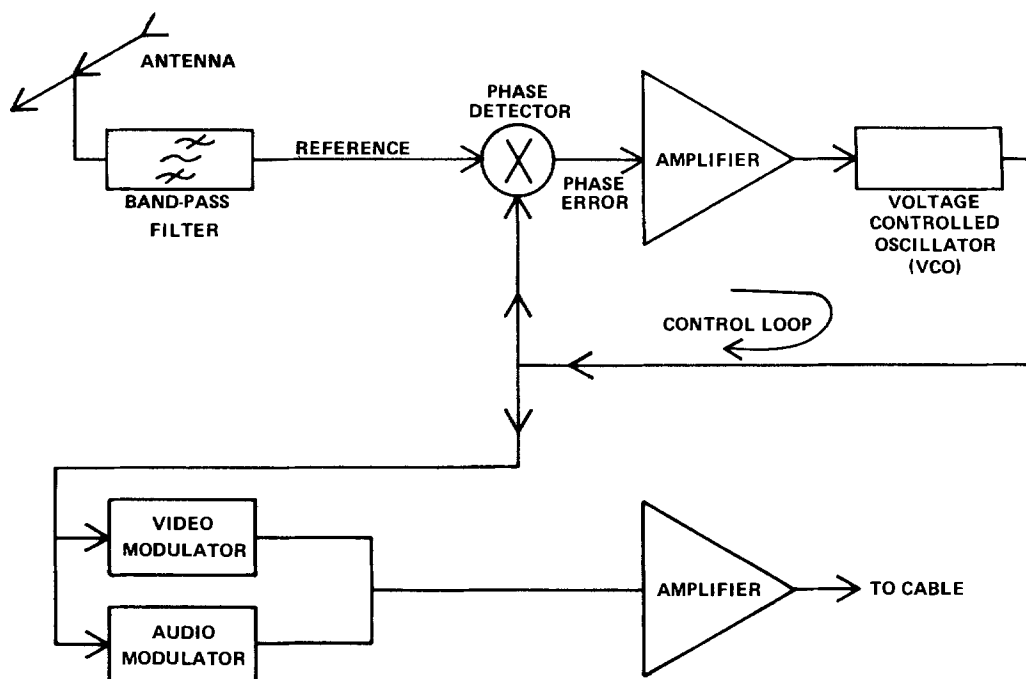 ANTENNA
BAND-PASS
FILTER
REFERENCE
PHASE
DETECTOR
X
PHASE
ERROR
AMPLIFIER
VOLTAGE
CONTROLLED
OSCILLATOR
(VCO)
CONTROL LOOP
VIDEO
MODULATOR
AUDIO
MODULATOR
AMPLIFIER
TO CABLE